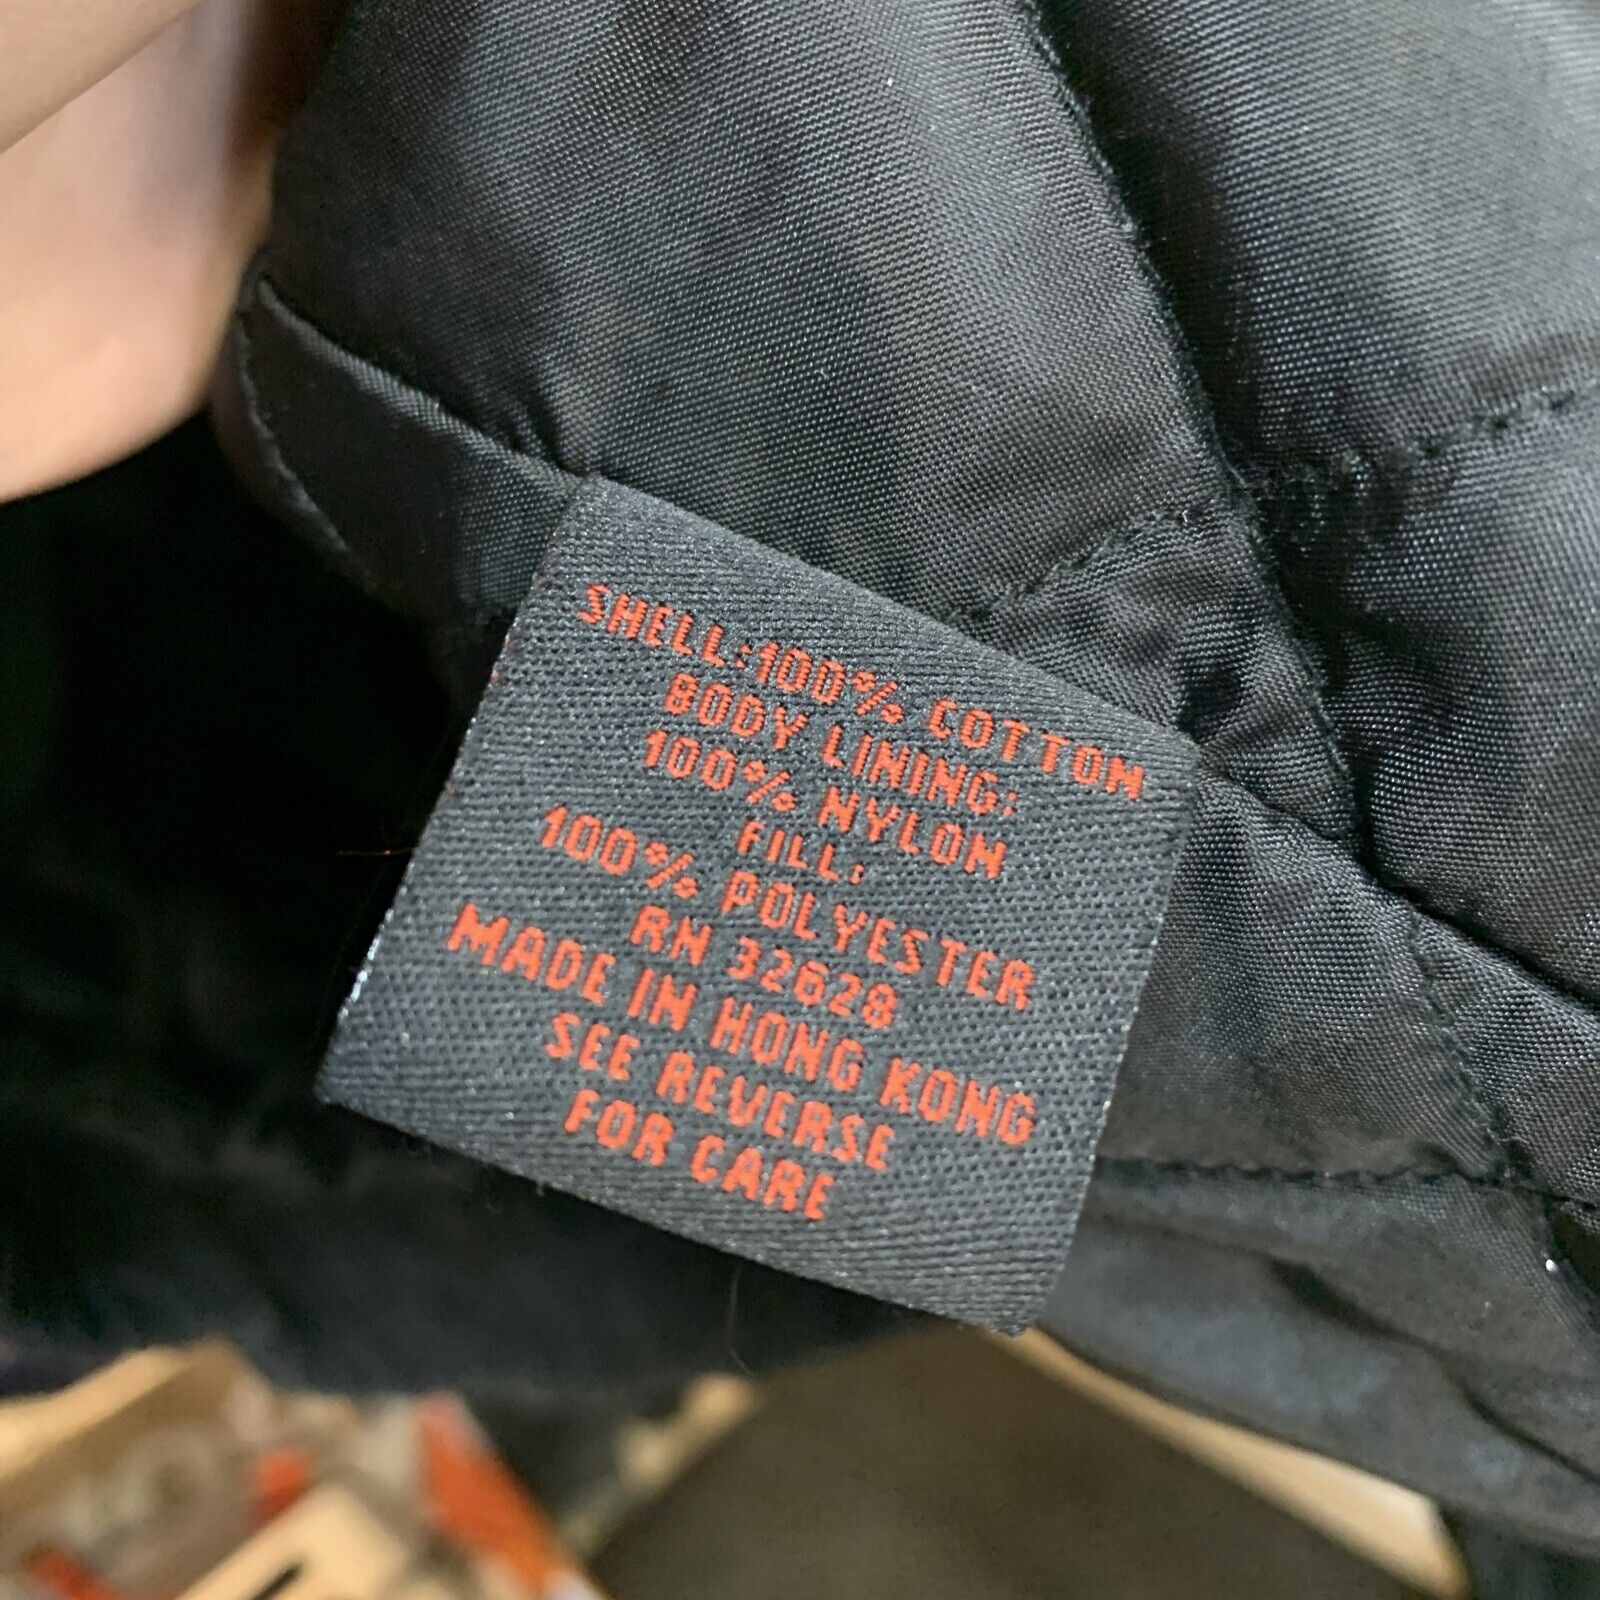 SHELL:100% COTTON
BODY LINING:
100% NYLON
FILL:
100% POLYESTER
RN 32628
MADE IN HONG KONG
SEE REVERSE
FOR CARE